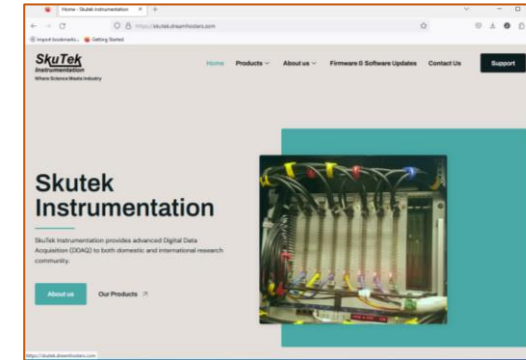 Home - Skutek Instrumentation
https://skutek.dreamhosters.com
Import bookmarks... Getting Started
SkuTek
Instrumentation
Where Science Meets Industry
Home Products About us Firmware & Software Updates Contact Us Support
Skutek
Instrumentation
SkuTek Instrumentation provides advanced Digital Data
Acquisition (DDAQ) to both domestic and international research
community.
About us Our Products
https://skutek.dreamhosters.com